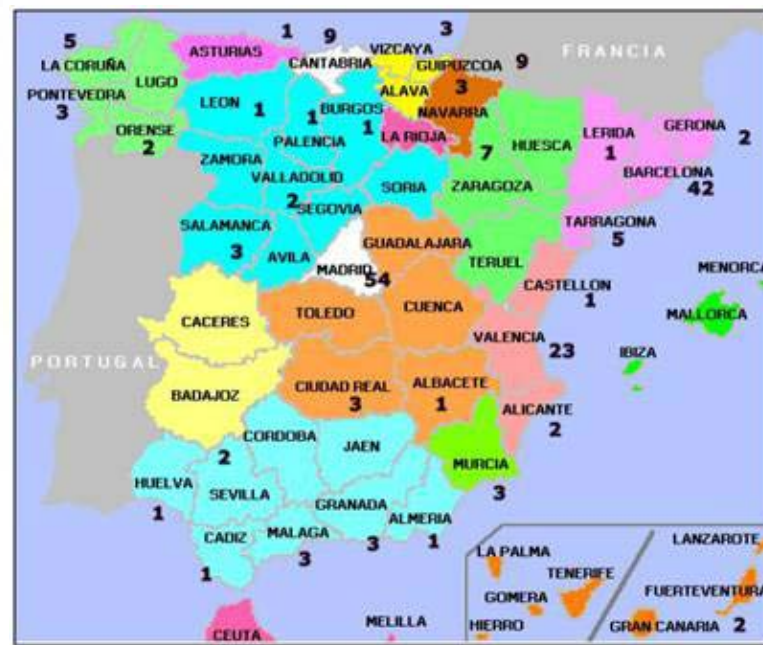 1
9
3
5
ASTURIAS
VIZCAYA
FRANCIA
LA CORUÑA
CANTABRIA
GUIPUZCOA
9
LUGO
ALAVA
3
PONTEVEDRA
LEON
1
1
BURGOS
NAVARRA
3
ORENSE
PALENCIA
1
LA RIOJA
HUESCA
LERIDA
GERONA
2
2
ZAMORA
7
1
VALLADOLID
SORIA
ZARAGOZA
BARCELONA
42
2
SEGOVIA
SALAMANCA
TARRAGONA
3
GUADALAJARA
5
AVILA
MADRID
54
TERUEL
MENORCA
CASTELLON
CACERES
TOLEDO
CUENCA
1
MALLORCA
VALENCIA
23
IBIZA
PORTUGAL
BADAJOZ
CIUDAD REAL
ALBACETE
3
1
ALICANTE
2
CORDOBA
JAEN
2
MURCIA
HUELVA
SEVILLA
3
1
GRANADA
ALMERIA
CADIZ
MALAGA
3
3
1
1
LA PALMA
LANZAROTE
TENERIFE
GOMERA
FUERTEVENTURA
HIERRO
GRAN CANARIA
2
CEUTA
MELILLA